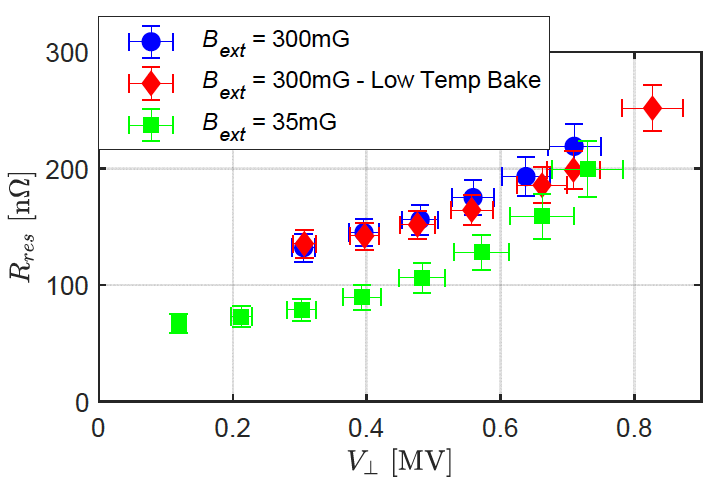 B_ext = 300mG
B_ext = 300mG - Low Temp Bake
B_ext = 35mG
300
200
100
0
R_res [nΩ]
0 0.2 0.4 0.6 0.8
V_⊥ [MV]